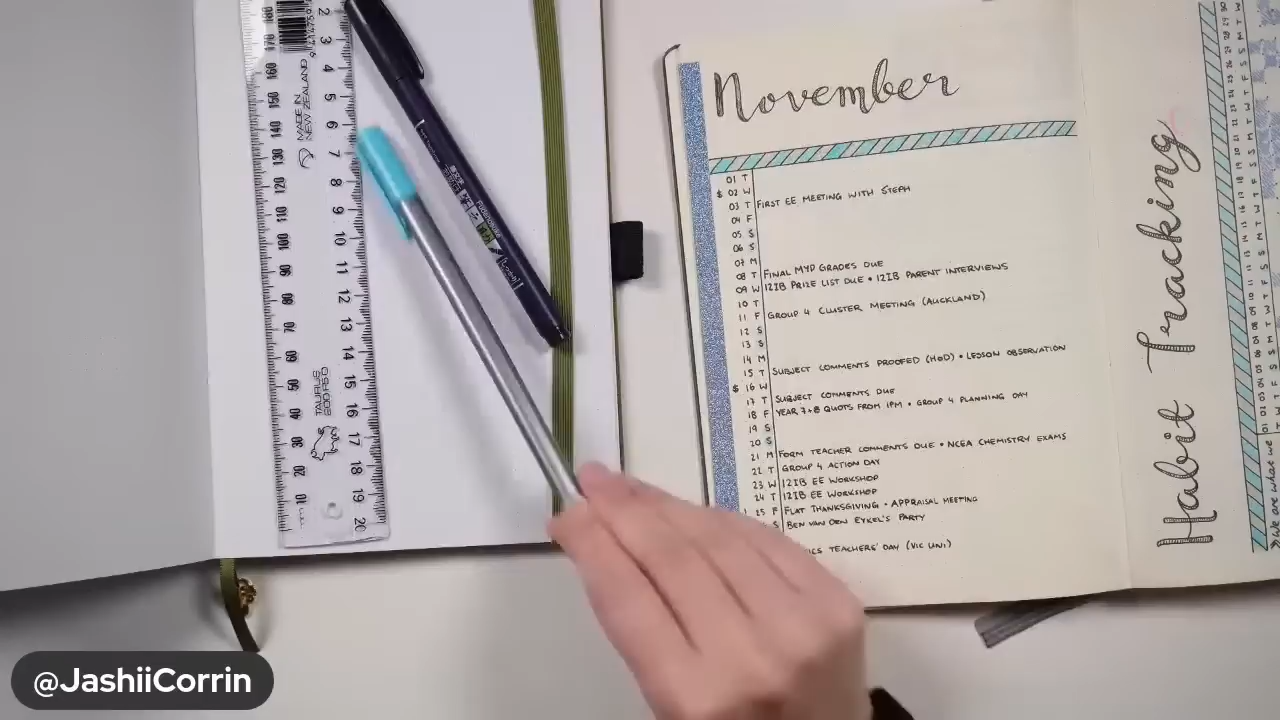 MADE IN
NEW ZEALAND
TAURUS
November
01 T
$ 02 W
03 T FIRST EE MEETING WITH STEPH
04 F
05 S
06 S
07 M
08 T FINAL MYP GRADES DUE
09 W 12IB PRIZE LIST DUE • 12IB PARENT INTERVIEWS
10 T
11 F GROUP 4 CLUSTER MEETING (AUCKLAND)
12 S
13 S
14 M
15 T SUBJECT COMMENTS PROOFED (HOD) • LESSON OBSERVATION
$ 16 W
17 T SUBJECT COMMENTS DUE
18 F YEAR 7+8 QUOTS FROM 1PM • GROUP 4 PLANNING DAY
19 S
20 S
21 M FORM TEACHER COMMENTS DUE • NCEA CHEMISTRY EXAMS
22 T GROUP 4 ACTION DAY
23 W 12IB EE WORKSHOP
24 T 12IB EE WORKSHOP
25 F FLAT THANKSGIVING • APPRAISAL MEETING
S BEN VAN DEN EYKEL'S PARTY
TEACHERS' DAY (VIC UNI)
Habit Tracking
@JashiiCorrin